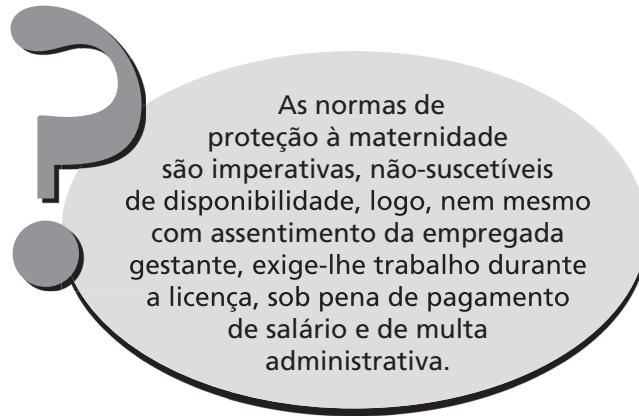 As normas de
proteção à maternidade
são imperativas, não-suscetíveis
de disponibilidade, logo, nem mesmo
com assentimento da empregada
gestante, exige-lhe trabalho durante
a licença, sob pena de pagamento
de salário e de multa
administrativa.